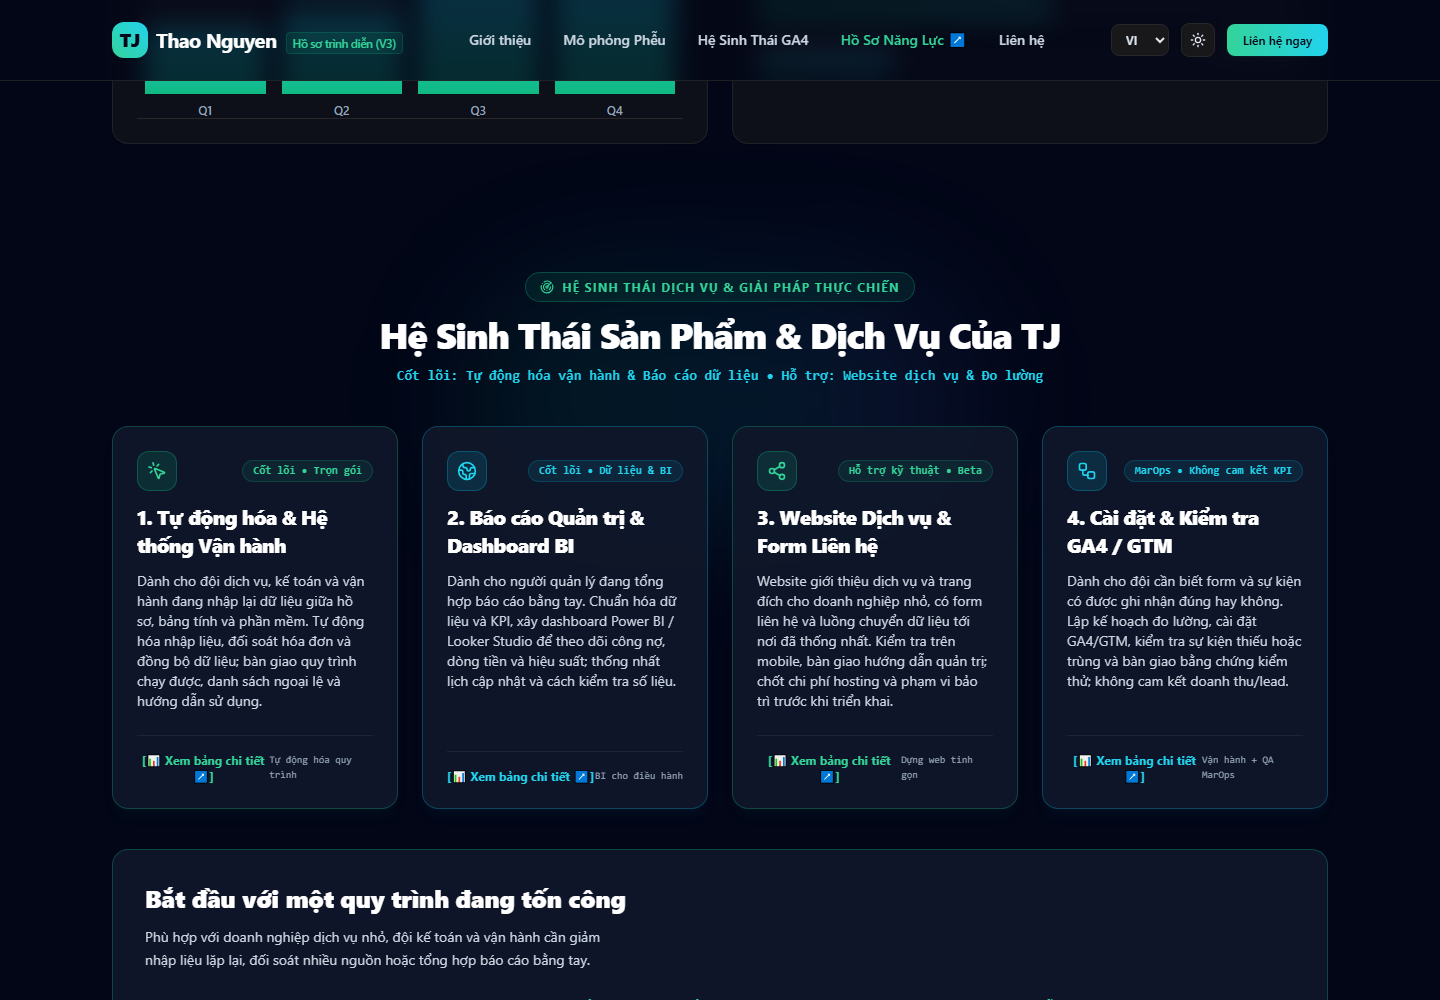 TJ Thao Nguyen Hồ sơ trình diễn (V3) Giới thiệu Mô phỏng Phễu Hệ Sinh Thái GA4 Hồ Sơ Năng Lực ↗ Liên hệ VI Liên hệ ngay
Q1 Q2 Q3 Q4
HỆ SINH THÁI DỊCH VỤ & GIẢI PHÁP THỰC CHIẾN
Hệ Sinh Thái Sản Phẩm & Dịch Vụ Của TJ
Cốt lõi: Tự động hóa vận hành & Báo cáo dữ liệu • Hỗ trợ: Website dịch vụ & Đo lường
Cốt lõi • Trọn gói
1. Tự động hóa & Hệ
thống Vận hành
Dành cho đội dịch vụ, kế toán và vận
hành đang nhập lại dữ liệu giữa hồ
sơ, bảng tính và phần mềm. Tự động
hóa nhập liệu, đối soát hóa đơn và
đồng bộ dữ liệu; bàn giao quy trình
chạy được, danh sách ngoại lệ và
hướng dẫn sử dụng.
[📊 Xem bảng chi tiết
↗]
Tự động hóa quy
trình
Cốt lõi • Dữ liệu & BI
2. Báo cáo Quản trị &
Dashboard BI
Dành cho người quản lý đang tổng
hợp báo cáo bằng tay. Chuẩn hóa dữ
liệu và KPI, xây dashboard Power BI /
Looker Studio để theo dõi công nợ,
dòng tiền và hiệu suất; thống nhất
lịch cập nhật và cách kiểm tra số liệu.
[📊 Xem bảng chi tiết ↗]
BI cho điều hành
Hỗ trợ kỹ thuật • Beta
3. Website Dịch vụ &
Form Liên hệ
Website giới thiệu dịch vụ và trang
đích cho doanh nghiệp nhỏ, có form
liên hệ và luồng chuyển dữ liệu tới
nơi đã thống nhất. Kiểm tra trên
mobile, bàn giao hướng dẫn quản trị;
chốt chi phí hosting và phạm vi bảo
trì trước khi triển khai.
[📊 Xem bảng chi tiết
↗]
Dựng web tinh
gọn
MarOps • Không cam kết KPI
4. Cài đặt & Kiểm tra
GA4 / GTM
Dành cho đội cần biết form và sự kiện
có được ghi nhận đúng hay không.
Lập kế hoạch đo lường, cài đặt
GA4/GTM, kiểm tra sự kiện thiếu hoặc
trùng và bàn giao bằng chứng kiểm
thử; không cam kết doanh thu/lead.
[📊 Xem bảng chi tiết
↗]
Vận hành + QA
MarOps
Bắt đầu với một quy trình đang tốn công
Phù hợp với doanh nghiệp dịch vụ nhỏ, đội kế toán và vận hành cần giảm
nhập liệu lặp lại, đối soát nhiều nguồn hoặc tổng hợp báo cáo bằng tay.